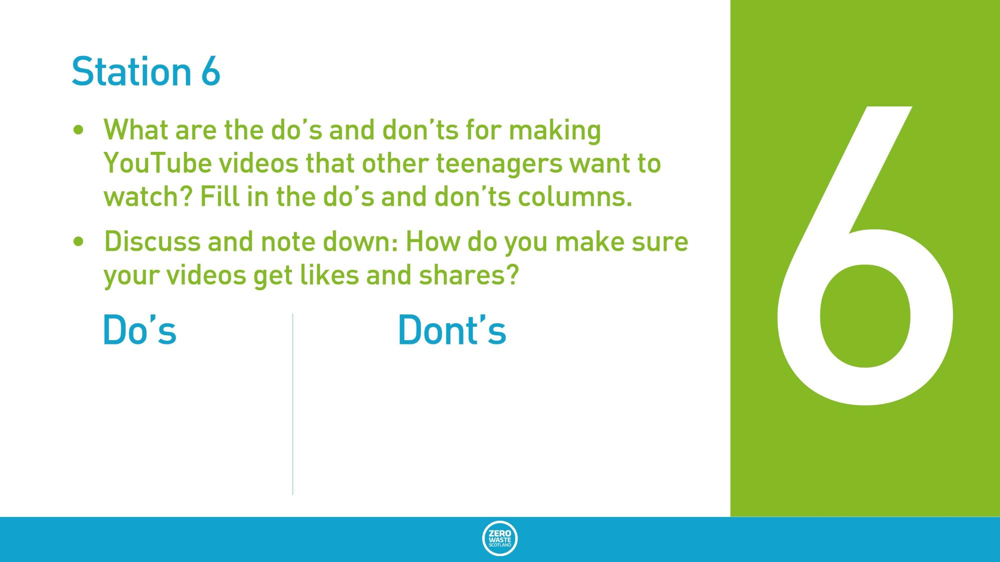 Station 6
• What are the do’s and don’ts for making
YouTube videos that other teenagers want to
watch? Fill in the do’s and don’ts columns.
• Discuss and note down: How do you make sure
your videos get likes and shares?
Do’s
Dont’s
6
ZERO
WASTE
SCOTLAND